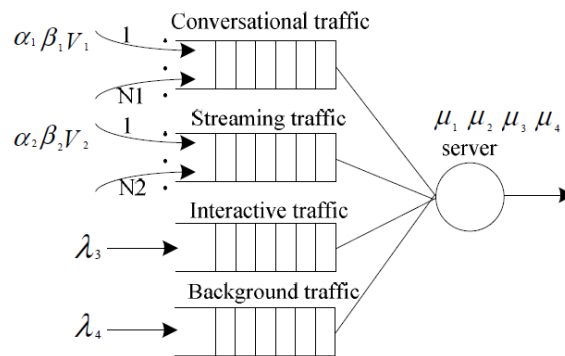 Conversational traffic
α₁ β₁ V₁
1
N1
Streaming traffic
α₂ β₂ V₂
1
N2
μ₁ μ₂ μ₃ μ₄
server
Interactive traffic
λ₃
Background traffic
λ₄